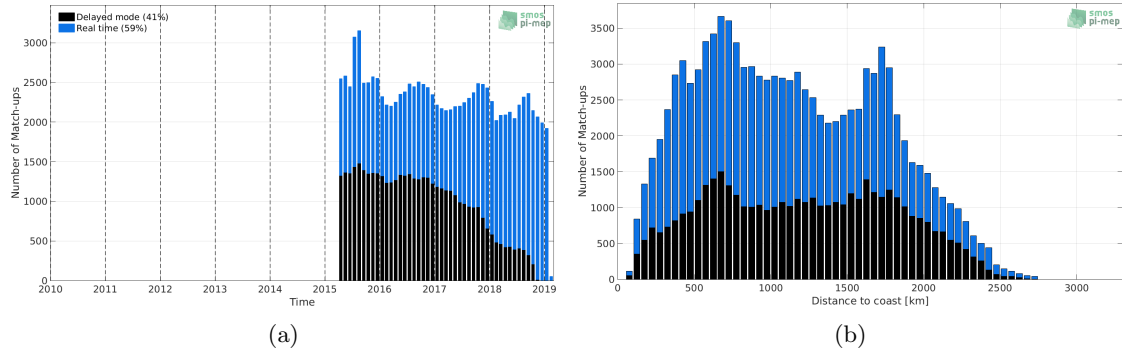 Delayed mode (41%)
Real time (59%)
smos
pi-mep
Number of Match-ups
3000
2500
2000
1500
1000
500
0
2010 2011 2012 2013 2014 2015 2016 2017 2018 2019
Time
(a)
smos
pi-mep
Number of Match-ups
3500
3000
2500
2000
1500
1000
500
0
0 500 1000 1500 2000 2500 3000
Distance to coast [km]
(b)